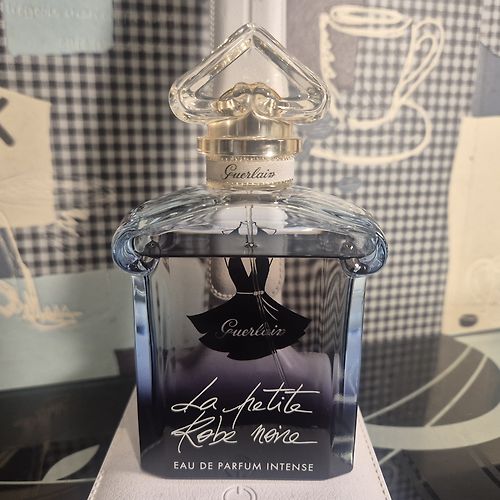 Guerlain
Guerlain
La petite
Robe noire
EAU DE PARFUM INTENSE